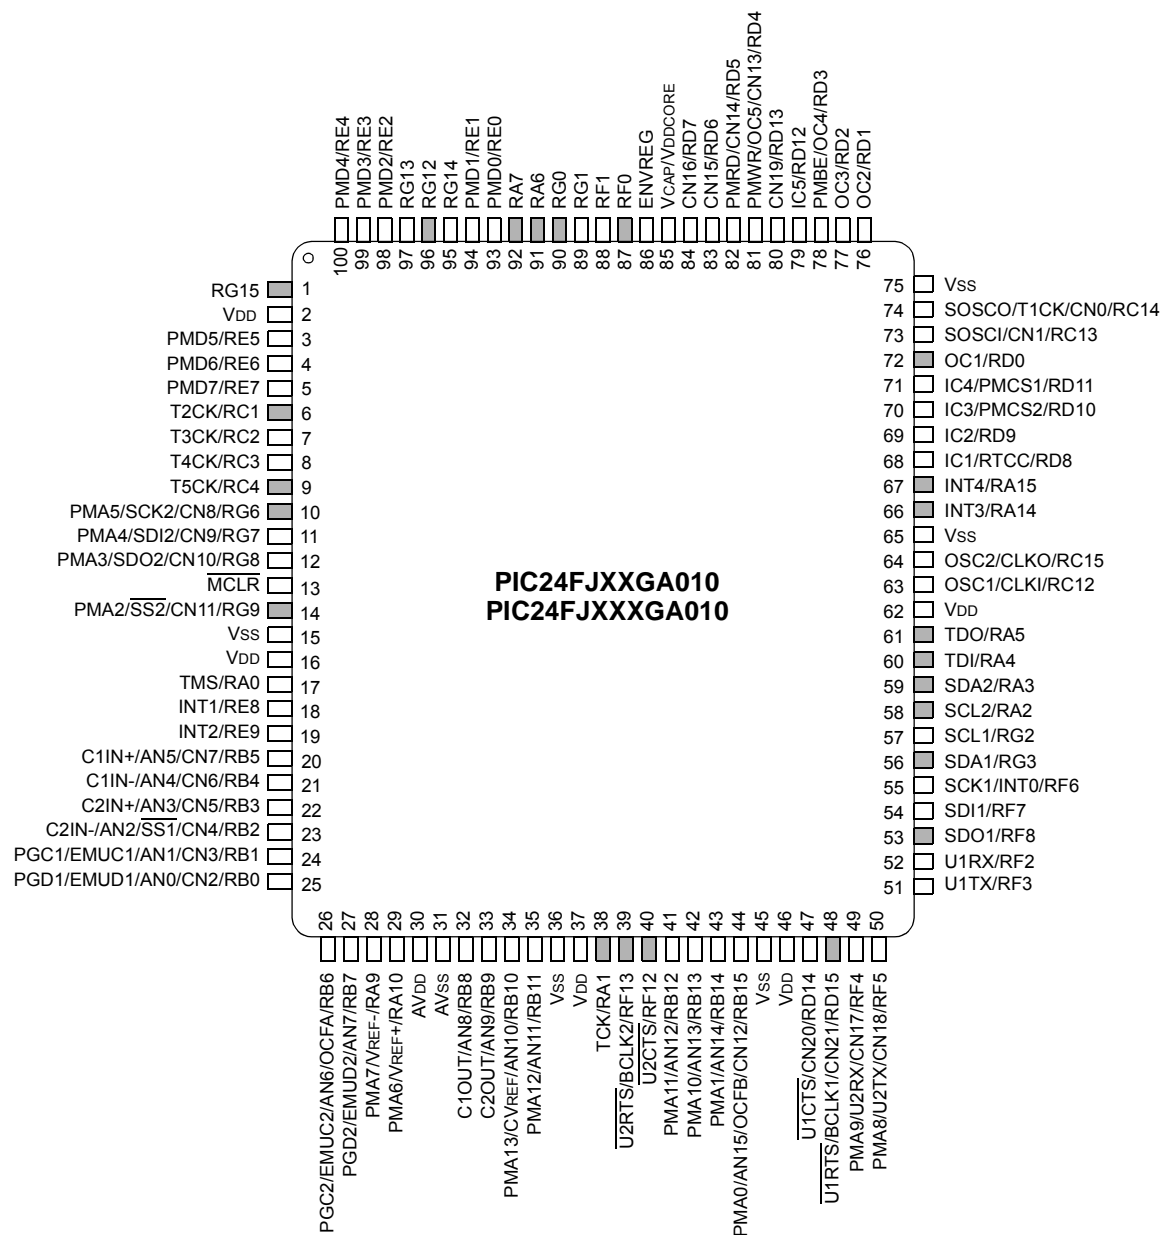 PMD4/RE4
PMD3/RE3
PMD2/RE2
RG13
RG12
RG14
PMD1/RE1
PMD0/RE0
RA7
RA6
RG0
RG1
RF1
RF0
ENVREG
VCAP/VDDCORE
CN16/RD7
CN15/RD6
PMRD/CN14/RD5
PMWR/OC5/CN13/RD4
CN19/RD13
IC5/RD12
PMBE/OC4/RD3
OC3/RD2
OC2/RD1
100
99
98
97
96
95
94
93
92
91
90
89
88
87
86
85
84
83
82
81
80
79
78
77
76
RG15 1
VDD 2
PMD5/RE5 3
PMD6/RE6 4
PMD7/RE7 5
T2CK/RC1 6
T3CK/RC2 7
T4CK/RC3 8
T5CK/RC4 9
PMA5/SCK2/CN8/RG6 10
PMA4/SDI2/CN9/RG7 11
PMA3/SDO2/CN10/RG8 12
MCLR 13
PMA2/SS2/CN11/RG9 14
VSS 15
VDD 16
TMS/RA0 17
INT1/RE8 18
INT2/RE9 19
C1IN+/AN5/CN7/RB5 20
C1IN-/AN4/CN6/RB4 21
C2IN+/AN3/CN5/RB3 22
C2IN-/AN2/SS1/CN4/RB2 23
PGC1/EMUC1/AN1/CN3/RB1 24
PGD1/EMUD1/AN0/CN2/RB0 25
PIC24FJXXGA010
PIC24FJXXXGA010
75 VSS
74 SOSCO/T1CK/CN0/RC14
73 SOSCI/CN1/RC13
72 OC1/RD0
71 IC4/PMCS1/RD11
70 IC3/PMCS2/RD10
69 IC2/RD9
68 IC1/RTCC/RD8
67 INT4/RA15
66 INT3/RA14
65 VSS
64 OSC2/CLKO/RC15
63 OSC1/CLKI/RC12
62 VDD
61 TDO/RA5
60 TDI/RA4
59 SDA2/RA3
58 SCL2/RA2
57 SCL1/RG2
56 SDA1/RG3
55 SCK1/INT0/RF6
54 SDI1/RF7
53 SDO1/RF8
52 U1RX/RF2
51 U1TX/RF3
26
27
28
29
30
31
32
33
34
35
36
37
38
39
40
41
42
43
44
45
46
47
48
49
50
PGC2/EMUC2/AN6/OCFA/RB6
PGD2/EMUD2/AN7/RB7
PMA7/VREF-/RA9
PMA6/VREF+/RA10
AVDD
AVSS
C1OUT/AN8/RB8
C2OUT/AN9/RB9
PMA13/CVREF/AN10/RB10
PMA12/AN11/RB11
VSS
VDD
TCK/RA1
U2RTS/BCLK2/RF13
U2CTS/RF12
PMA11/AN12/RB12
PMA10/AN13/RB13
PMA1/AN14/RB14
PMA0/AN15/OCFB/CN12/RB15
VSS
VDD
U1CTS/CN20/RD14
U1RTS/BCLK1/CN21/RD15
PMA9/U2RX/CN17/RF4
PMA8/U2TX/CN18/RF5